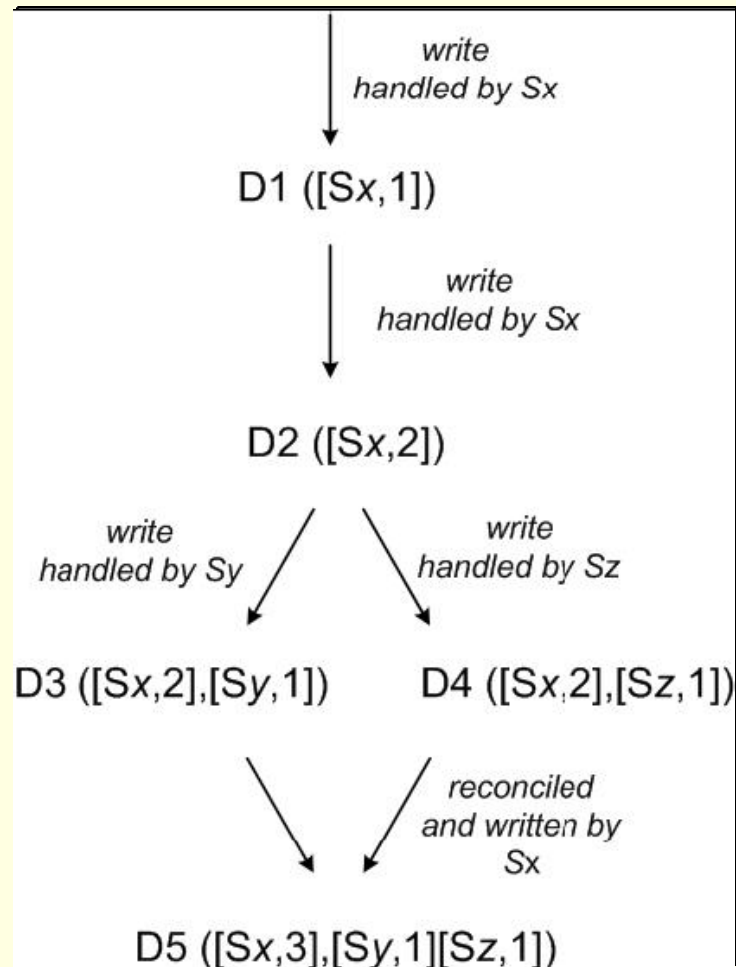 write
handled by Sx
D1 ([Sx,1])
write
handled by Sx
D2 ([Sx,2])
write
handled by Sy
write
handled by Sz
D3 ([Sx,2],[Sy,1])
D4 ([Sx,2],[Sz,1])
reconciled
and written by
Sx
D5 ([Sx,3],[Sy,1][Sz,1])